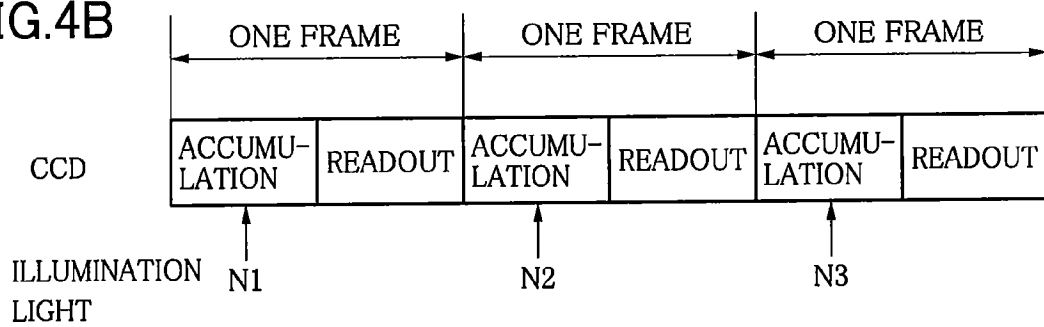 IG.4B
ONE FRAME ONE FRAME ONE FRAME
CCD ACCUMU- READOUT ACCUMU- READOUT ACCUMU- READOUT
LATION LATION LATION
ILLUMINATION N1 N2 N3
LIGHT